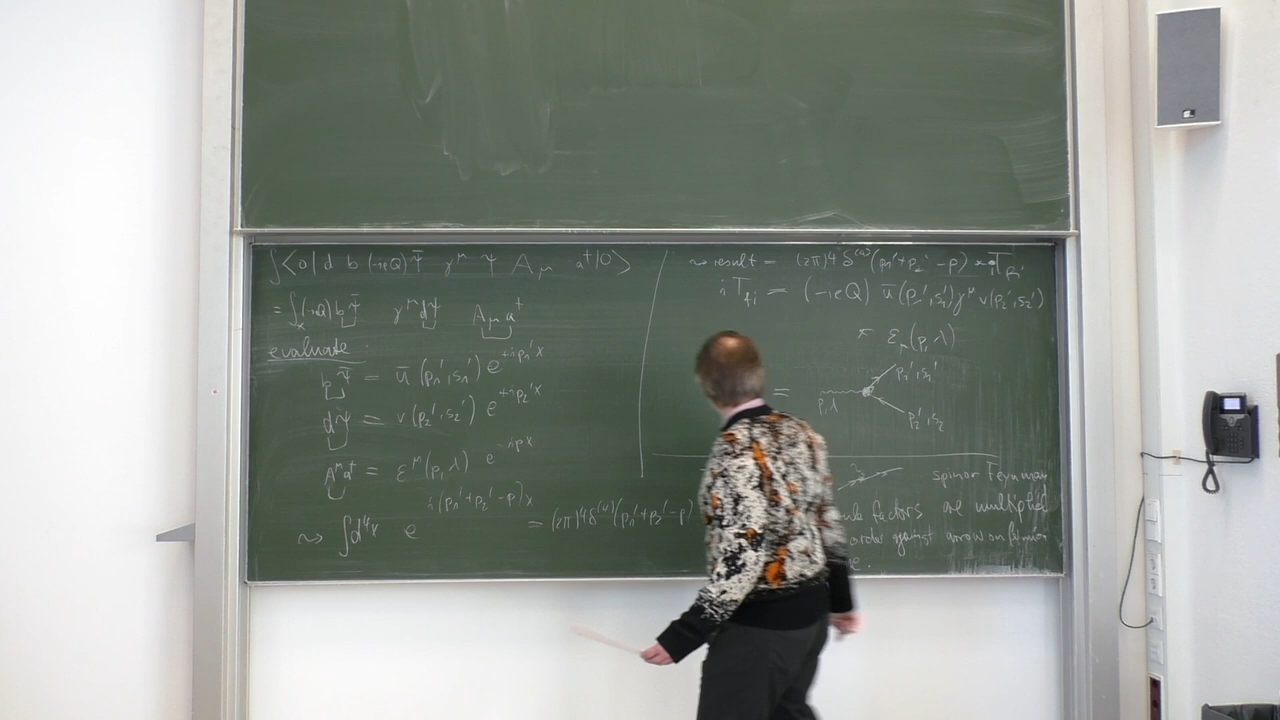 ∫⟨0| d b (-ieQ) ψ̄ γ^μ ψ A_μ a†|0⟩
= ∫_x (-ieQ) b ψ̄ γ^μ d ψ A_μ a†
evaluate
b ψ̄ = ū(p₁',s₁') e^{+ip₁'x}
d ψ = v(p₂',s₂') e^{+ip₂'x}
A^μ a† = ε^μ(p,λ) e^{-ipx}
⇝ ∫d⁴x e^{i(p₁'+p₂'-p)x} = (2π)⁴ δ^{(4)}(p₁'+p₂'-p)
⇝ result = (2π)⁴ δ^{(4)}(p₁'+p₂'-p) × iT_{fi}
iT_{fi} = (-ieQ) ū(p₁',s₁') γ^μ v(p₂',s₂')
× ε_μ(p,λ)
= p,λ p₁',s₁' p₂',s₂'
spinor Feynman
factors are multiplied
order against arrow on fermion